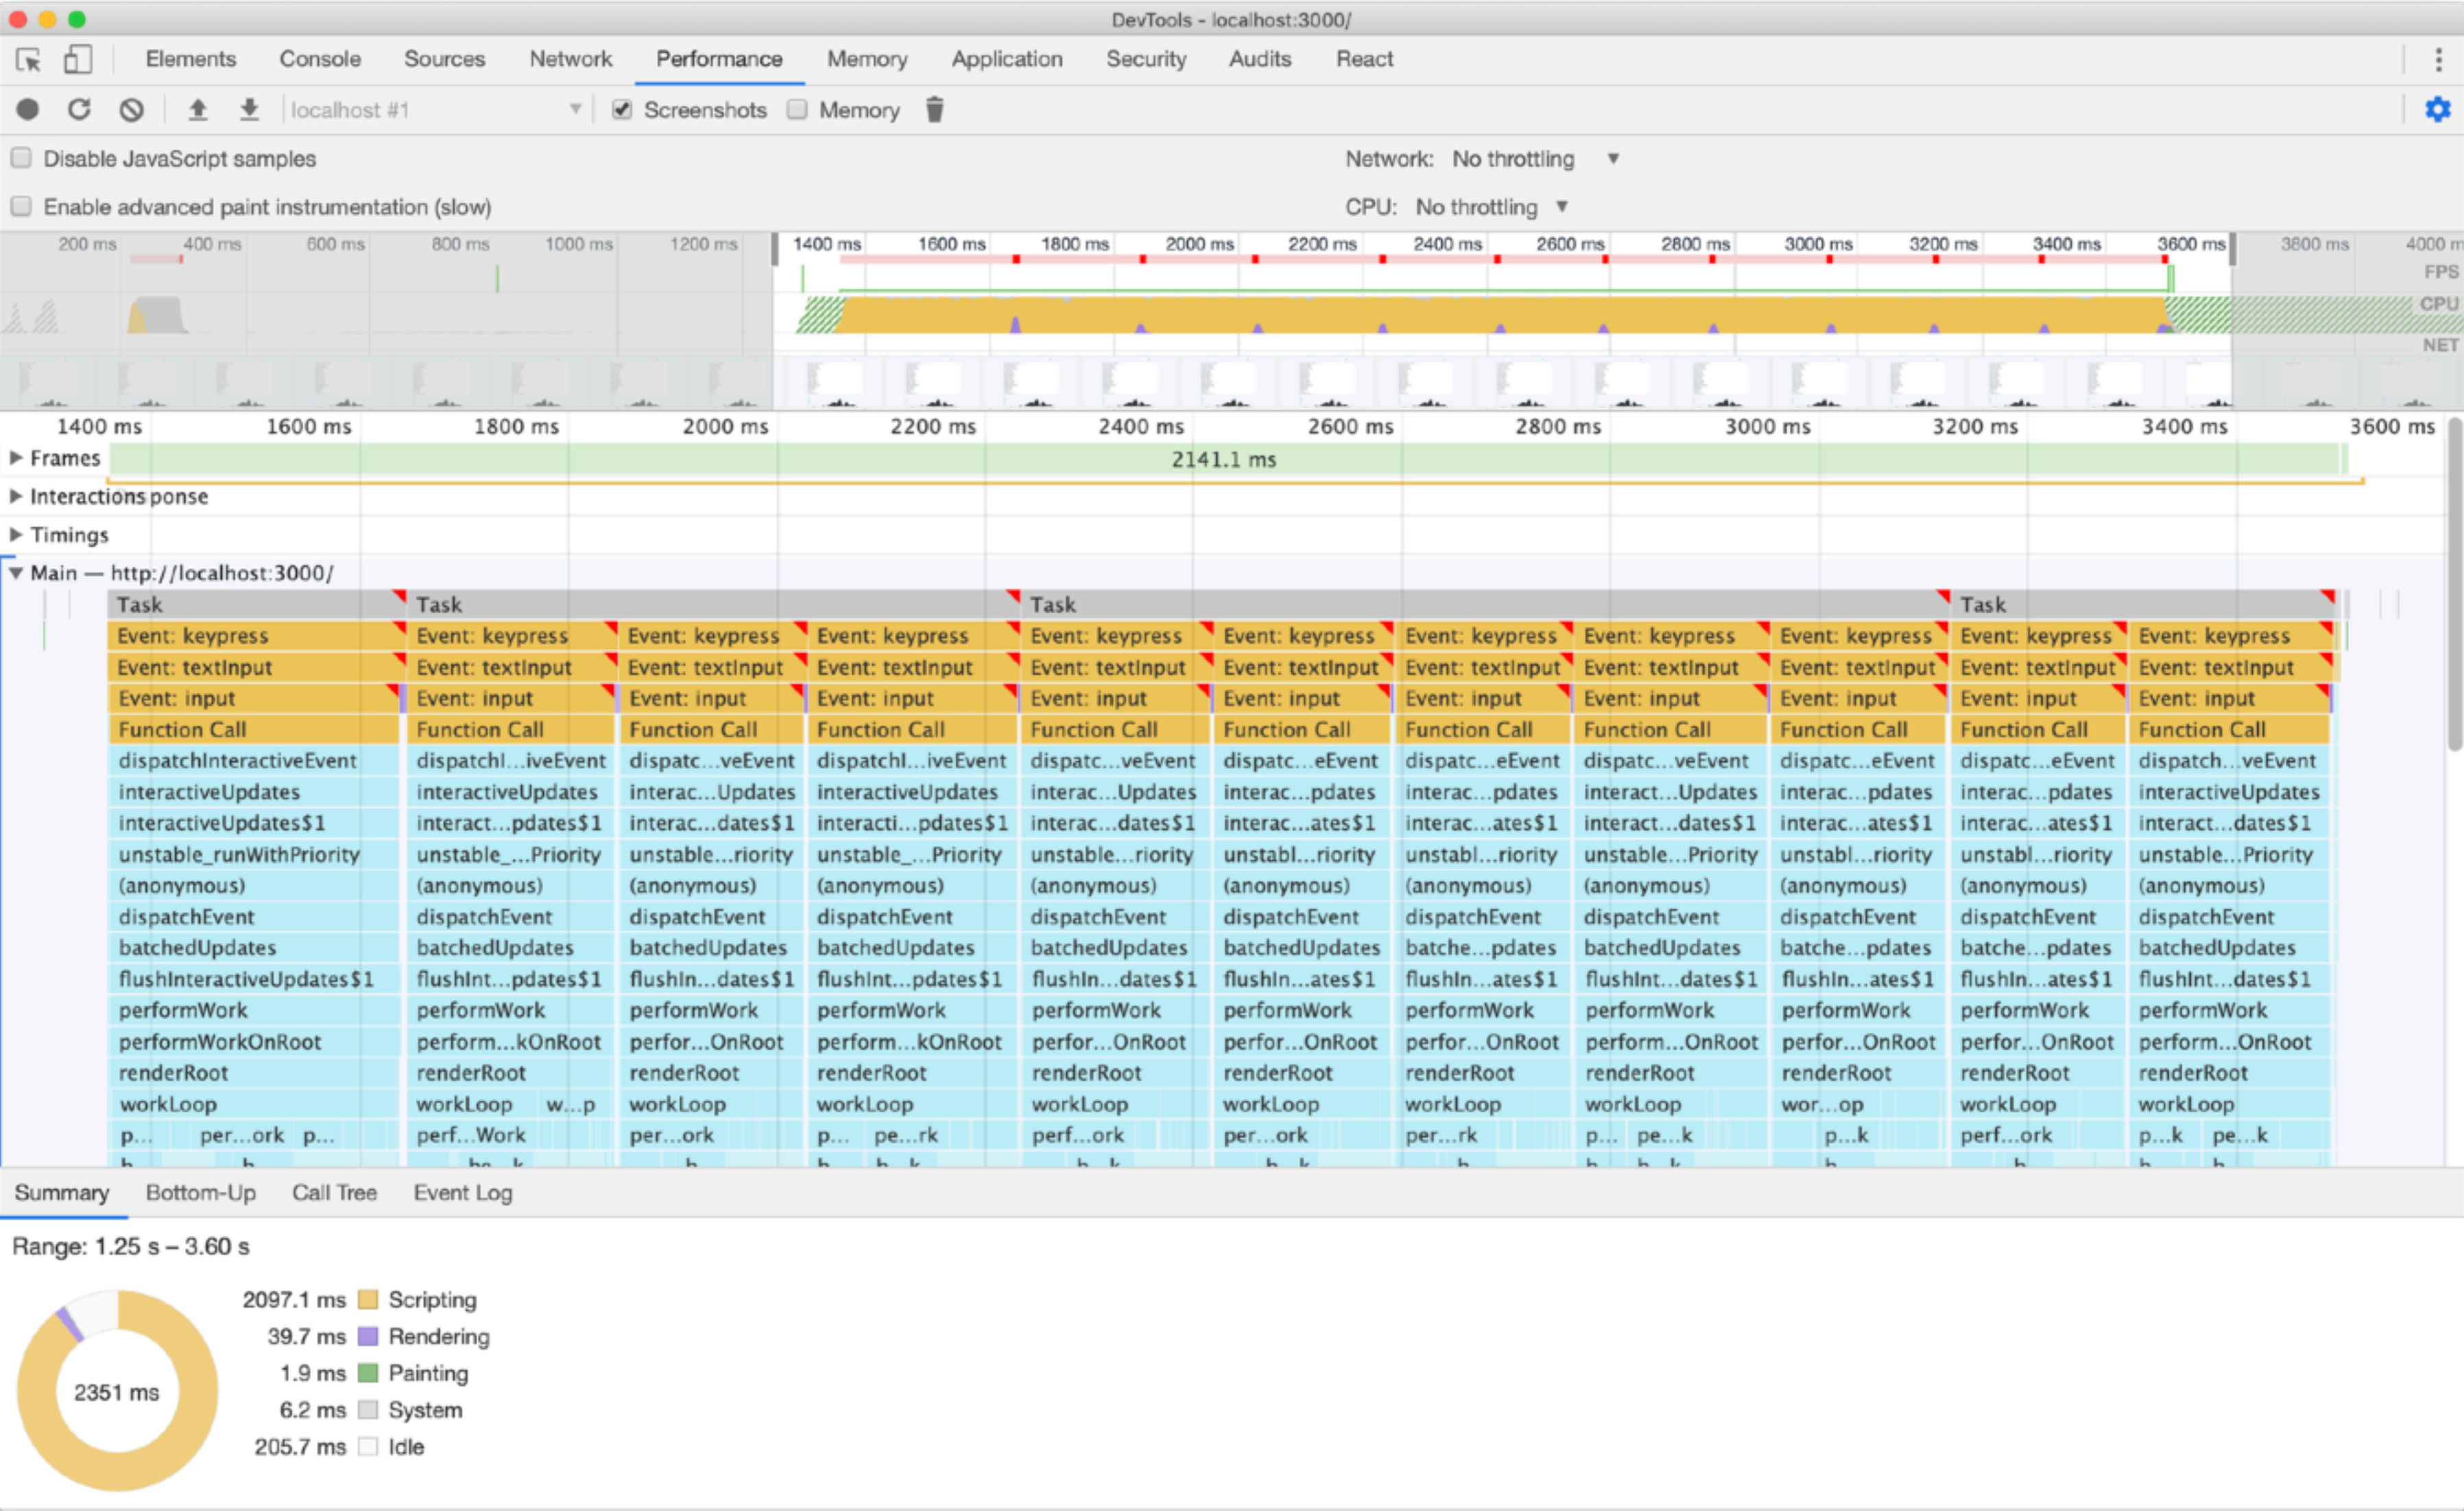 DevTools - localhost:3000/
Elements Console Sources Network Performance Memory Application Security Audits React
localhost #1 Screenshots Memory
Disable JavaScript samples Network: No throttling
Enable advanced paint instrumentation (slow) CPU: No throttling
200 ms 400 ms 600 ms 800 ms 1000 ms 1200 ms 1400 ms 1600 ms 1800 ms 2000 ms 2200 ms 2400 ms 2600 ms 2800 ms 3000 ms 3200 ms 3400 ms 3600 ms 3800 ms 4000 m
FPS
CPU
NET
1400 ms 1600 ms 1800 ms 2000 ms 2200 ms 2400 ms 2600 ms 2800 ms 3000 ms 3200 ms 3400 ms 3600 ms
Frames 2141.1 ms
Interactions ponse
Timings
Main — http://localhost:3000/
Task Task Task Task
Event: keypress Event: keypress Event: keypress Event: keypress Event: keypress Event: keypress Event: keypress Event: keypress Event: keypress Event: keypress Event: keypress
Event: textInput Event: textInput Event: textInput Event: textInput Event: textInput Event: textInput Event: textInput Event: textInput Event: textInput Event: textInput Event: textInput
Event: input Event: input Event: input Event: input Event: input Event: input Event: input Event: input Event: input Event: input Event: input
Function Call Function Call Function Call Function Call Function Call Function Call Function Call Function Call Function Call Function Call Function Call
dispatchInteractiveEvent dispatchI...iveEvent dispatc...veEvent dispatchI...iveEvent dispatc...veEvent dispatc...eEvent dispatc...eEvent dispatc...veEvent dispatc...eEvent dispatc...eEvent dispatch...veEvent
interactiveUpdates interactiveUpdates interac...Updates interactiveUpdates interac...Updates interac...pdates interac...pdates interact...Updates interac...pdates interac...pdates interactiveUpdates
interactiveUpdates$1 interact...pdates$1 interac...dates$1 interacti...pdates$1 interac...dates$1 interac...ates$1 interac...ates$1 interact...dates$1 interac...ates$1 interac...ates$1 interact...dates$1
unstable_runWithPriority unstable_...Priority unstable...riority unstable_...Priority unstable...riority unstabl...riority unstabl...riority unstable...Priority unstabl...riority unstabl...riority unstable...Priority
(anonymous) (anonymous) (anonymous) (anonymous) (anonymous) (anonymous) (anonymous) (anonymous) (anonymous) (anonymous) (anonymous)
dispatchEvent dispatchEvent dispatchEvent dispatchEvent dispatchEvent dispatchEvent dispatchEvent dispatchEvent dispatchEvent dispatchEvent dispatchEvent
batchedUpdates batchedUpdates batchedUpdates batchedUpdates batchedUpdates batchedUpdates batche...pdates batchedUpdates batche...pdates batche...pdates batchedUpdates
flushInteractiveUpdates$1 flushInt...pdates$1 flushIn...dates$1 flushInt...pdates$1 flushIn...dates$1 flushIn...ates$1 flushIn...ates$1 flushInt...dates$1 flushIn...ates$1 flushIn...ates$1 flushInt...dates$1
performWork performWork performWork performWork performWork performWork performWork performWork performWork performWork performWork
performWorkOnRoot perform...kOnRoot perfor...OnRoot perform...kOnRoot perfor...OnRoot perfor...OnRoot perfor...OnRoot perform...OnRoot perfor...OnRoot perfor...OnRoot perform...OnRoot
renderRoot renderRoot renderRoot renderRoot renderRoot renderRoot renderRoot renderRoot renderRoot renderRoot renderRoot
workLoop workLoop w...p workLoop workLoop workLoop workLoop workLoop workLoop wor...op workLoop workLoop
p... per...ork p... perf...Work per...ork p... pe...rk perf...ork per...ork per...rk p... pe...k p...k perf...ork p...k pe...k
Summary Bottom-Up Call Tree Event Log
Range: 1.25 s – 3.60 s
2351 ms
2097.1 ms Scripting
39.7 ms Rendering
1.9 ms Painting
6.2 ms System
205.7 ms Idle